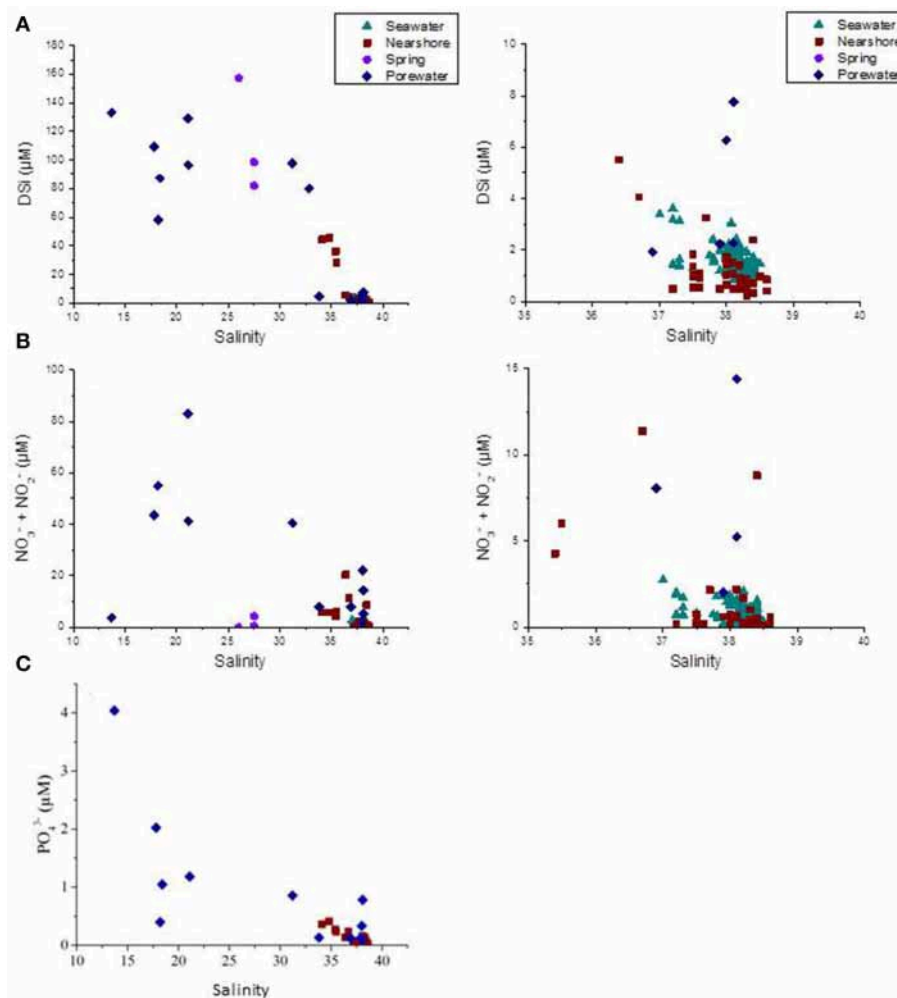 A
Seawater
Nearshore
Spring
Porewater
DSi (µM)
180
160
140
120
100
80
60
40
20
0
10 15 20 25 30 35 40
Salinity
Seawater
Nearshore
Spring
Porewater
DSi (µM)
10
8
6
4
2
0
35 36 37 38 39 40
Salinity
B
NO₃⁻ + NO₂⁻ (µM)
100
80
60
40
20
0
10 15 20 25 30 35 40
Salinity
NO₃⁻ + NO₂⁻ (µM)
15
10
5
0
35 36 37 38 39 40
Salinity
C
PO₄³⁻ (µM)
4
3
2
1
0
10 15 20 25 30 35 40
Salinity